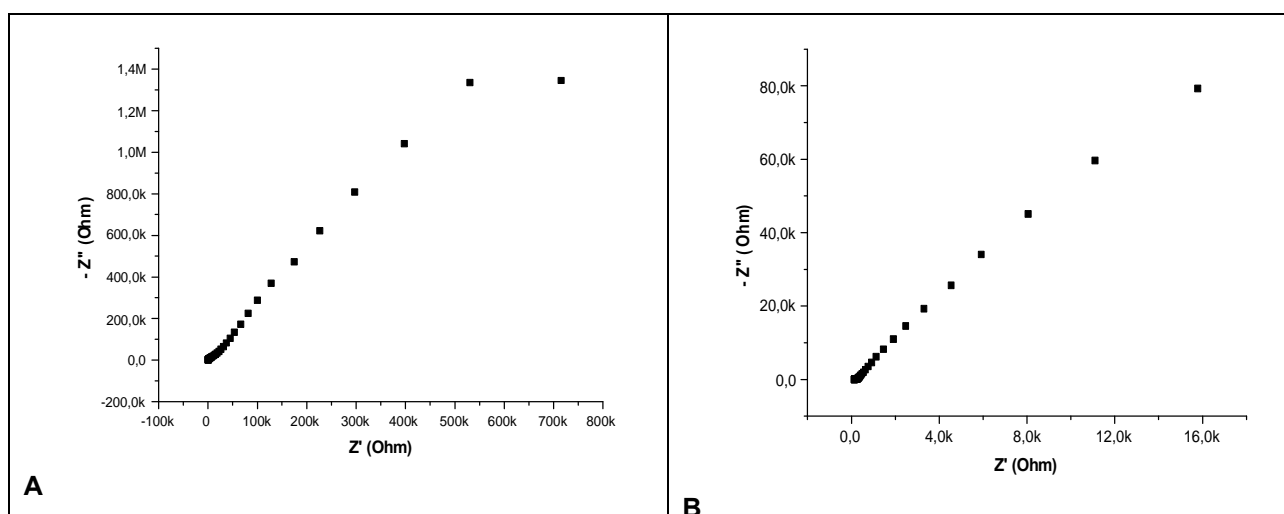 1,4M
1,2M
1,0M
800,0k
600,0k
400,0k
200,0k
0,0
-200,0k
-100k 0 100k 200k 300k 400k 500k 600k 700k 800k
- Z" (Ohm)
Z' (Ohm)
A
80,0k
60,0k
40,0k
20,0k
0,0
0,0 4,0k 8,0k 12,0k 16,0k
- Z" (Ohm)
Z' (Ohm)
B